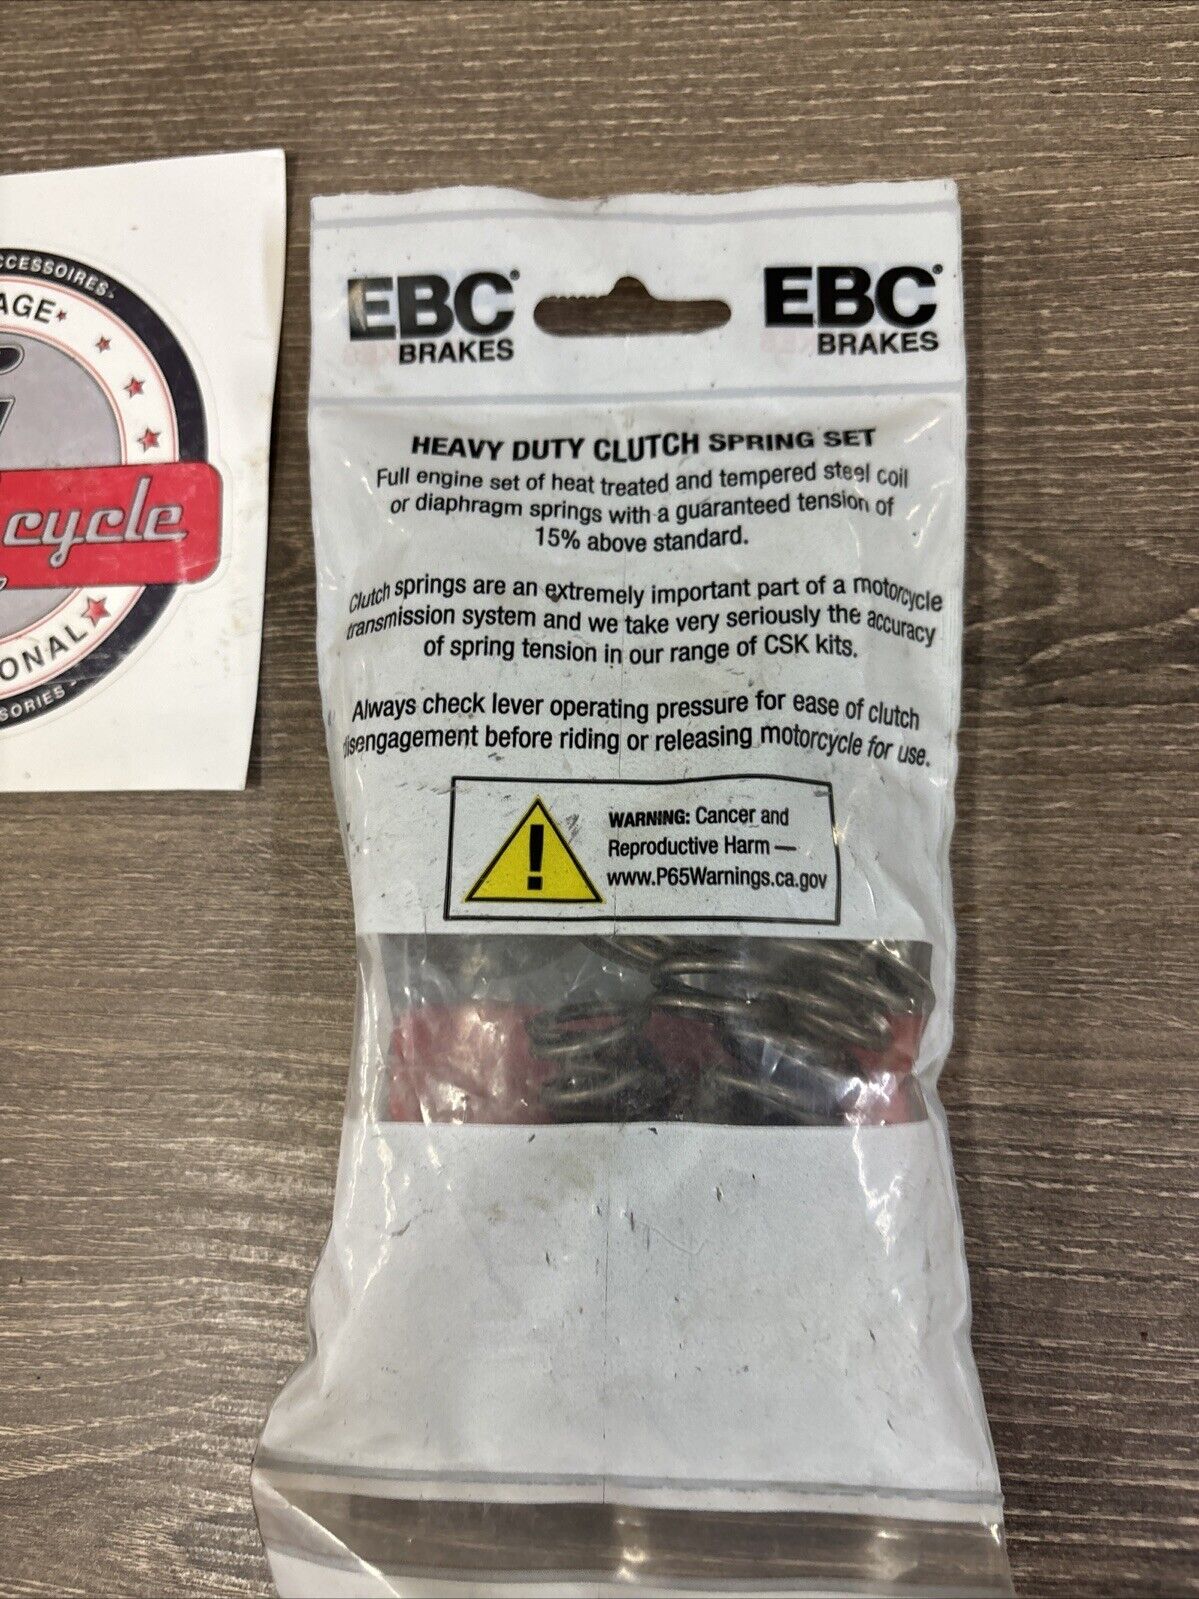 EBC
BRAKES
EBC
BRAKES
HEAVY DUTY CLUTCH SPRING SET
Full engine set of heat treated and tempered steel coil
or diaphragm springs with a guaranteed tension of
15% above standard.
Clutch springs are an extremely important part of a motorcycle
transmission system and we take very seriously the accuracy
of spring tension in our range of CSK kits.
Always check lever operating pressure for ease of clutch
disengagement before riding or releasing motorcycle for use.
WARNING: Cancer and
Reproductive Harm —
www.P65Warnings.ca.gov
CCESSOIRES
AGE
cycle
ONAL
SORIES